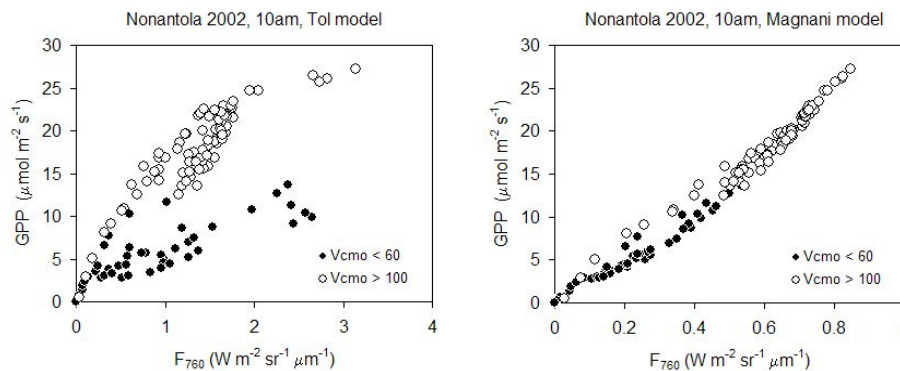 Nonantola 2002, 10am, Tol model
30
25
20
15
10
5
0
GPP (μmol m⁻² s⁻¹)
Vcmo < 60
Vcmo > 100
0 1 2 3 4
F₇₆₀ (W m⁻² sr⁻¹ μm⁻¹)
Nonantola 2002, 10am, Magnani model
30
25
20
15
10
5
0
GPP (μmol m⁻² s⁻¹)
Vcmo < 60
Vcmo > 100
0 0.2 0.4 0.6 0.8 1
F₇₆₀ (W m⁻² sr⁻¹ μm⁻¹)